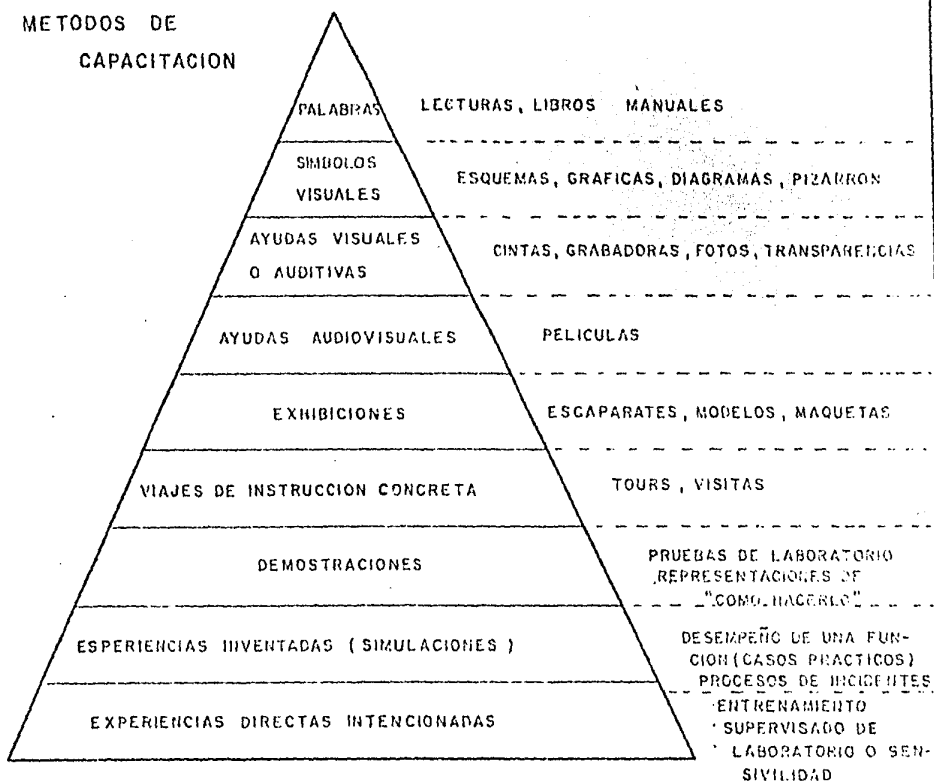 METODOS DE
CAPACITACION
PALABRAS
LECTURAS, LIBROS MANUALES
SIMBOLOS
VISUALES
ESQUEMAS, GRAFICAS, DIAGRAMAS, PIZARRON
AYUDAS VISUALES
O AUDITIVAS
CINTAS, GRABADORAS, FOTOS, TRANSPARENCIAS
AYUDAS AUDIOVISUALES
PELICULAS
EXHIBICIONES
ESCAPARATES, MODELOS, MAQUETAS
VIAJES DE INSTRUCCION CONCRETA
TOURS, VISITAS
DEMOSTRACIONES
PRUEBAS DE LABORATORIO
REPRESENTACIONES DE
"COMO HACERLO"
ESPERIENCIAS INVENTADAS (SIMULACIONES)
DESEMPEÑO DE UNA FUN-
CION (CASOS PRACTICOS)
PROCESOS DE INCIDENTES
EXPERIENCIAS DIRECTAS INTENCIONADAS
ENTRENAMIENTO
SUPERVISADO DE
LABORATORIO O SEN-
SIVILIDAD